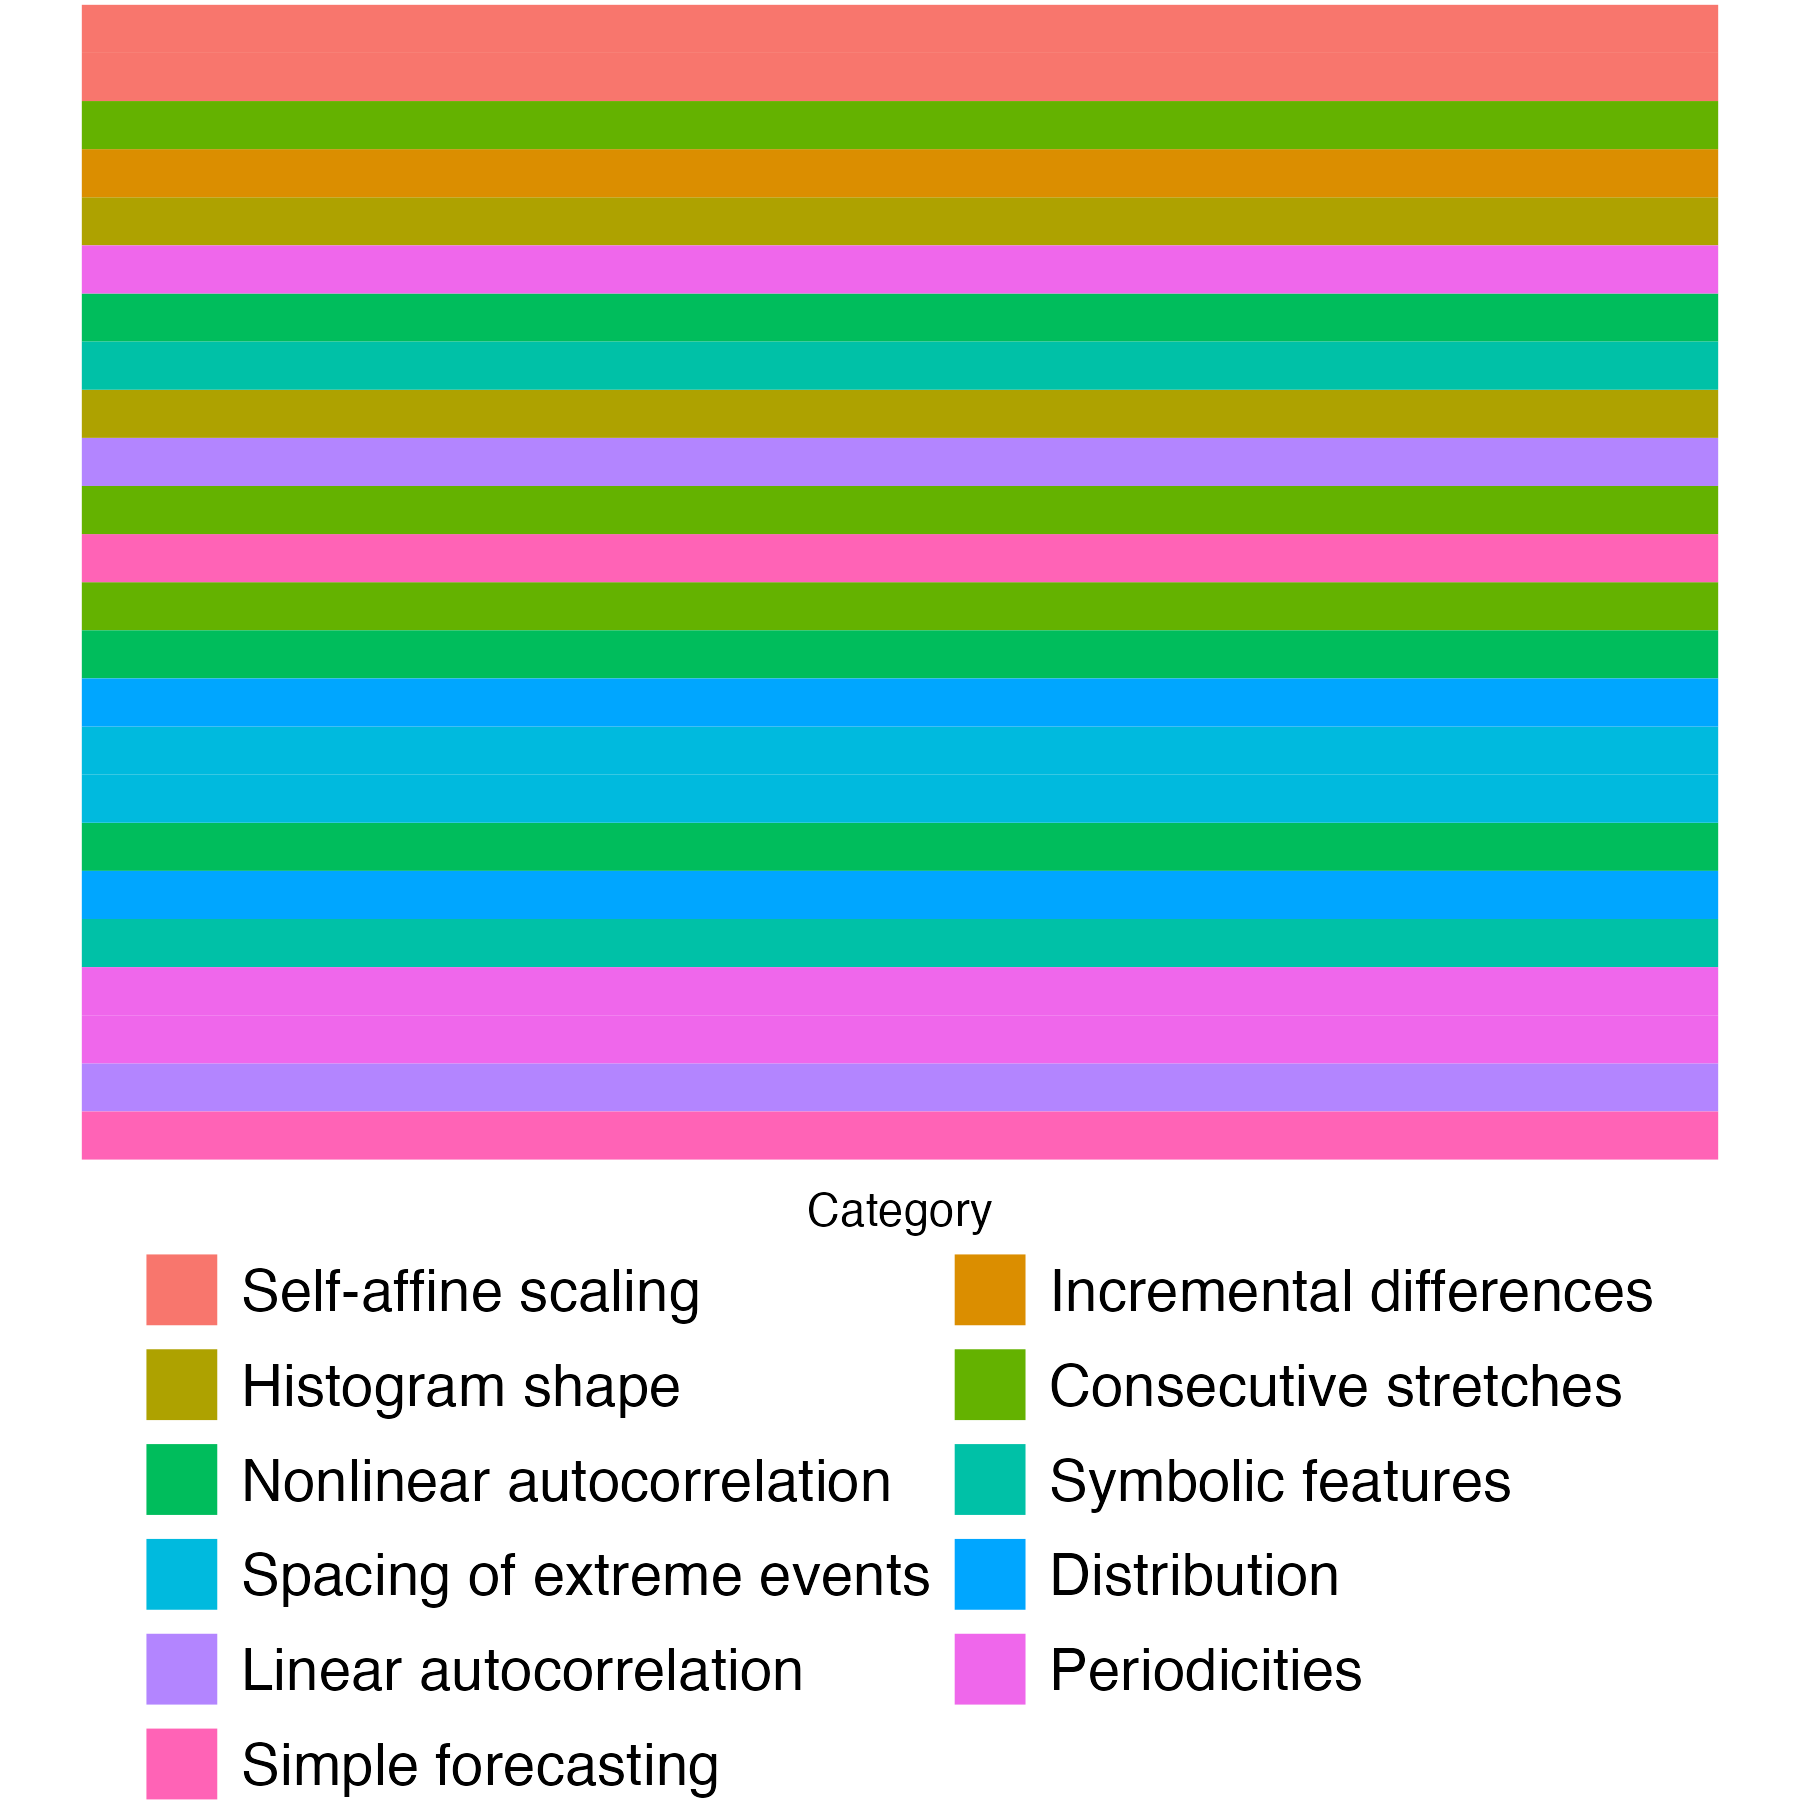 Category
Self-affine scaling
Incremental differences
Histogram shape
Consecutive stretches
Nonlinear autocorrelation
Symbolic features
Spacing of extreme events
Distribution
Linear autocorrelation
Periodicities
Simple forecasting